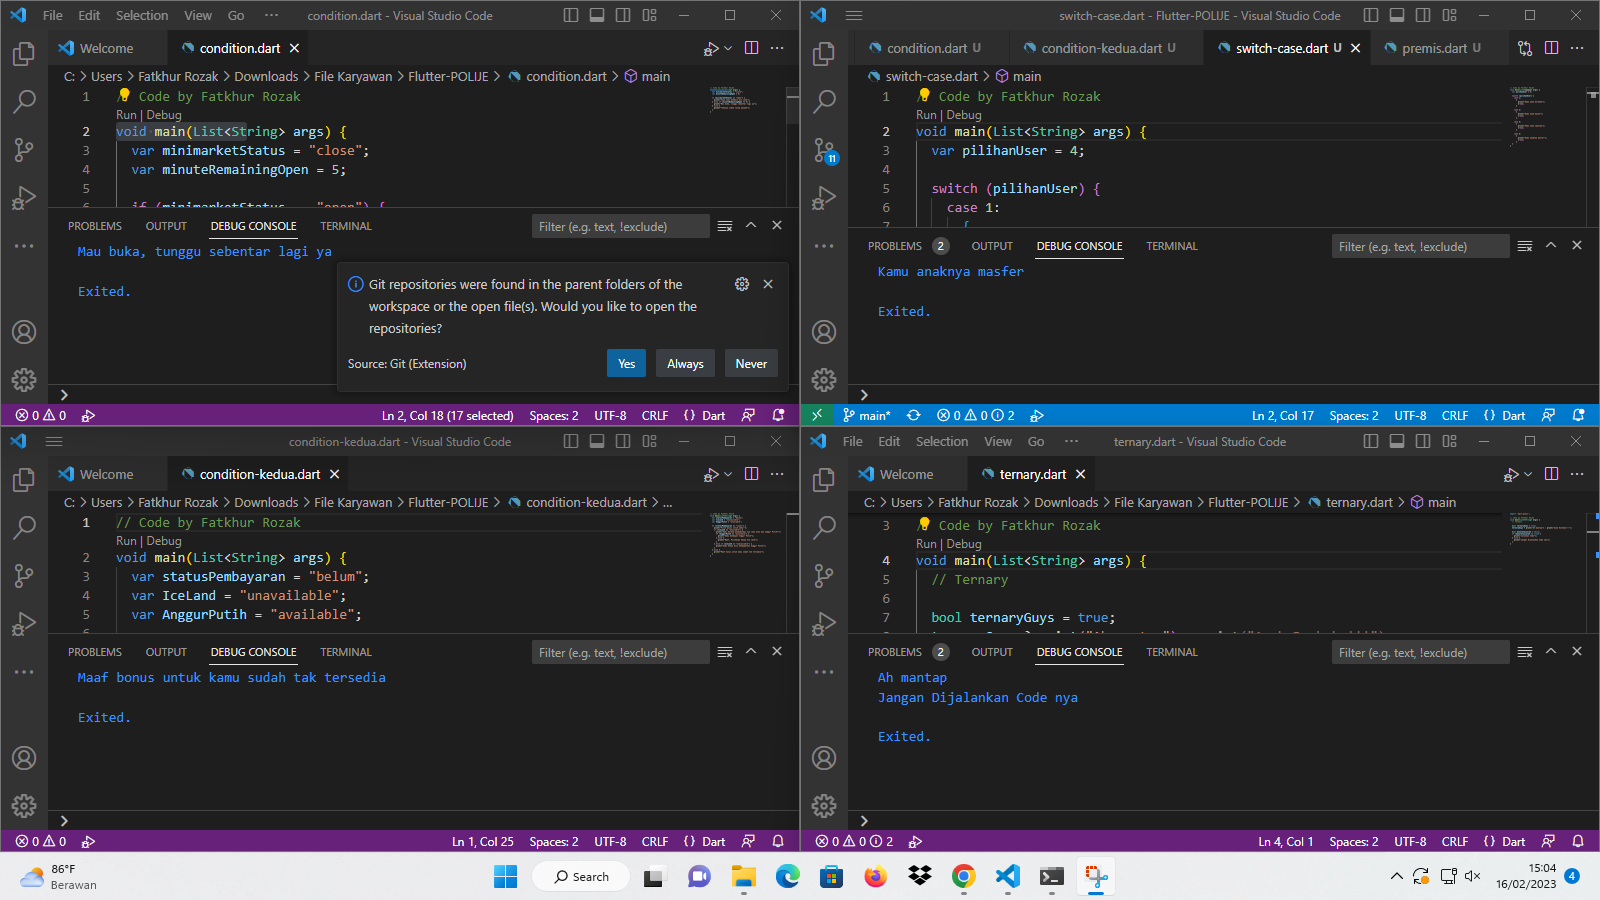 File Edit Selection View Go ··· condition.dart - Visual Studio Code
Welcome condition.dart
C: > Users > Fatkhur Rozak > Downloads > File Karyawan > Flutter-POLIJE > condition.dart > main
1 / Code by Fatkhur Rozak
Run | Debug
2 void main(List<String> args) {
3 var minimarketStatus = "close";
4 var minuteRemainingOpen = 5;
5
PROBLEMS OUTPUT DEBUG CONSOLE TERMINAL Filter (e.g. text, !exclude)
Mau buka, tunggu sebentar lagi ya
Exited.
Git repositories were found in the parent folders of the
workspace or the open file(s). Would you like to open the
repositories?
Source: Git (Extension) Yes Always Never
0 0 Ln 2, Col 18 (17 selected) Spaces: 2 UTF-8 CRLF {} Dart
switch-case.dart - Flutter-POLIJE - Visual Studio Code
condition.dart U condition-kedua.dart U switch-case.dart U premis.dart U
switch-case.dart > main
1 / Code by Fatkhur Rozak
Run | Debug
2 void main(List<String> args) {
3 var pilihanUser = 4;
4
5 switch (pilihanUser) {
6 case 1:
7 {
11
PROBLEMS 2 OUTPUT DEBUG CONSOLE TERMINAL Filter (e.g. text, !exclude)
Kamu anaknya masfer
Exited.
main* 0 0 2 Ln 2, Col 17 Spaces: 2 UTF-8 CRLF {} Dart
condition-kedua.dart - Visual Studio Code
Welcome condition-kedua.dart
C: > Users > Fatkhur Rozak > Downloads > File Karyawan > Flutter-POLIJE > condition-kedua.dart > ...
1 // Code by Fatkhur Rozak
Run | Debug
2 void main(List<String> args) {
3 var statusPembayaran = "belum";
4 var IceLand = "unavailable";
5 var AnggurPutih = "available";
PROBLEMS OUTPUT DEBUG CONSOLE TERMINAL Filter (e.g. text, !exclude)
Maaf bonus untuk kamu sudah tak tersedia
Exited.
0 0 Ln 1, Col 25 Spaces: 2 UTF-8 CRLF {} Dart
File Edit Selection View Go ··· ternary.dart - Visual Studio Code
Welcome ternary.dart
C: > Users > Fatkhur Rozak > Downloads > File Karyawan > Flutter-POLIJE > ternary.dart > main
3 / Code by Fatkhur Rozak
Run | Debug
4 void main(List<String> args) {
5 // Ternary
6
7 bool ternaryGuys = true;
PROBLEMS 2 OUTPUT DEBUG CONSOLE TERMINAL Filter (e.g. text, !exclude)
Ah mantap
Jangan Dijalankan Code nya
Exited.
0 0 2 Ln 4, Col 1 Spaces: 2 UTF-8 CRLF {} Dart
86°F
Berawan
Search
15:04
16/02/2023
4